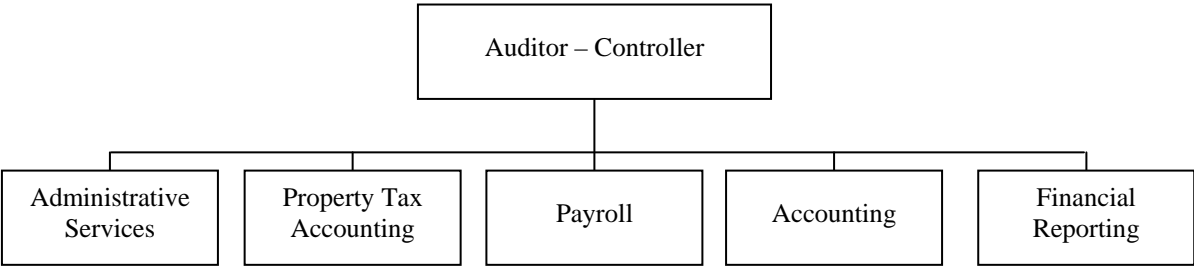 Auditor – Controller
Administrative
Services
Property Tax
Accounting
Payroll
Accounting
Financial
Reporting